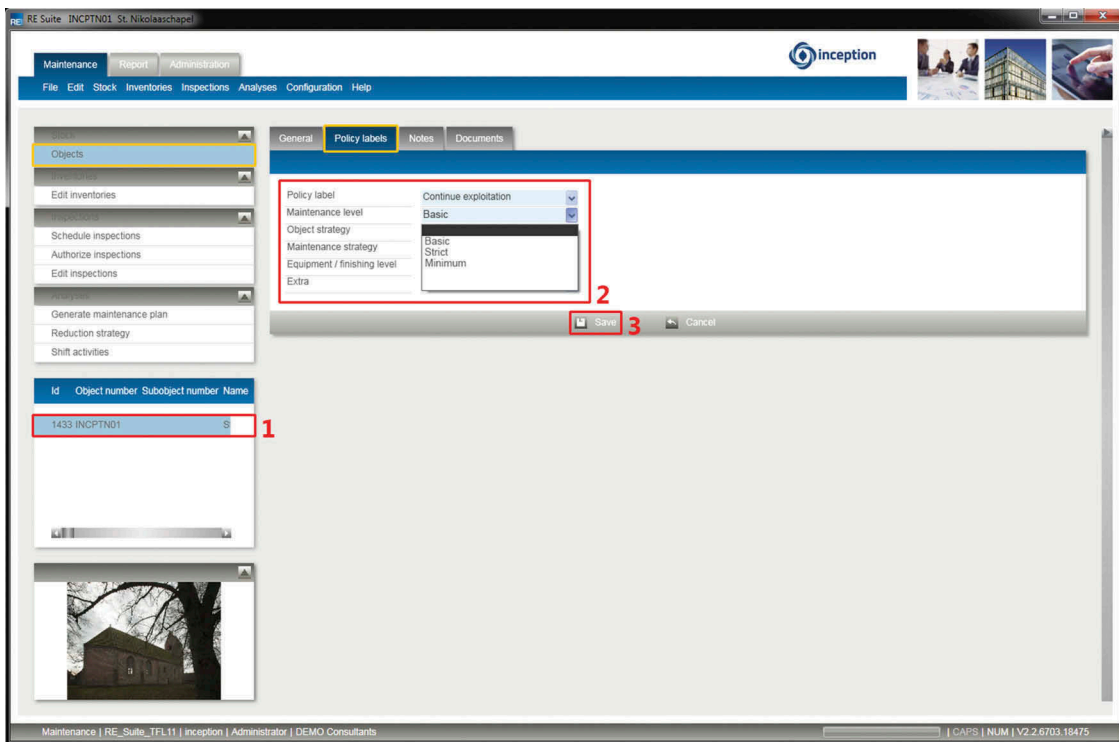 RE Suite INCPTN01 St. Nikolaaschapel
inception
Maintenance Report Administration
File Edit Stock Inventories Inspections Analyses Configuration Help
Stock
Objects
Inventories
Edit inventories
Inspections
Schedule inspections
Authorize inspections
Edit inspections
Analyses
Generate maintenance plan
Reduction strategy
Shift activities
General Policy labels Notes Documents
Policy label Continue exploitation
Maintenance level Basic
Object strategy
Maintenance strategy
Equipment / finishing level
Extra
Basic
Strict
Minimum
2
Save 3 Cancel
Id Object number Subobject number Name
1433 INCPTN01 S 1
Maintenance | RE_Suite_TFL11 | inception | Administrator | DEMO Consultants
| CAPS | NUM | V2.2.6703.18475